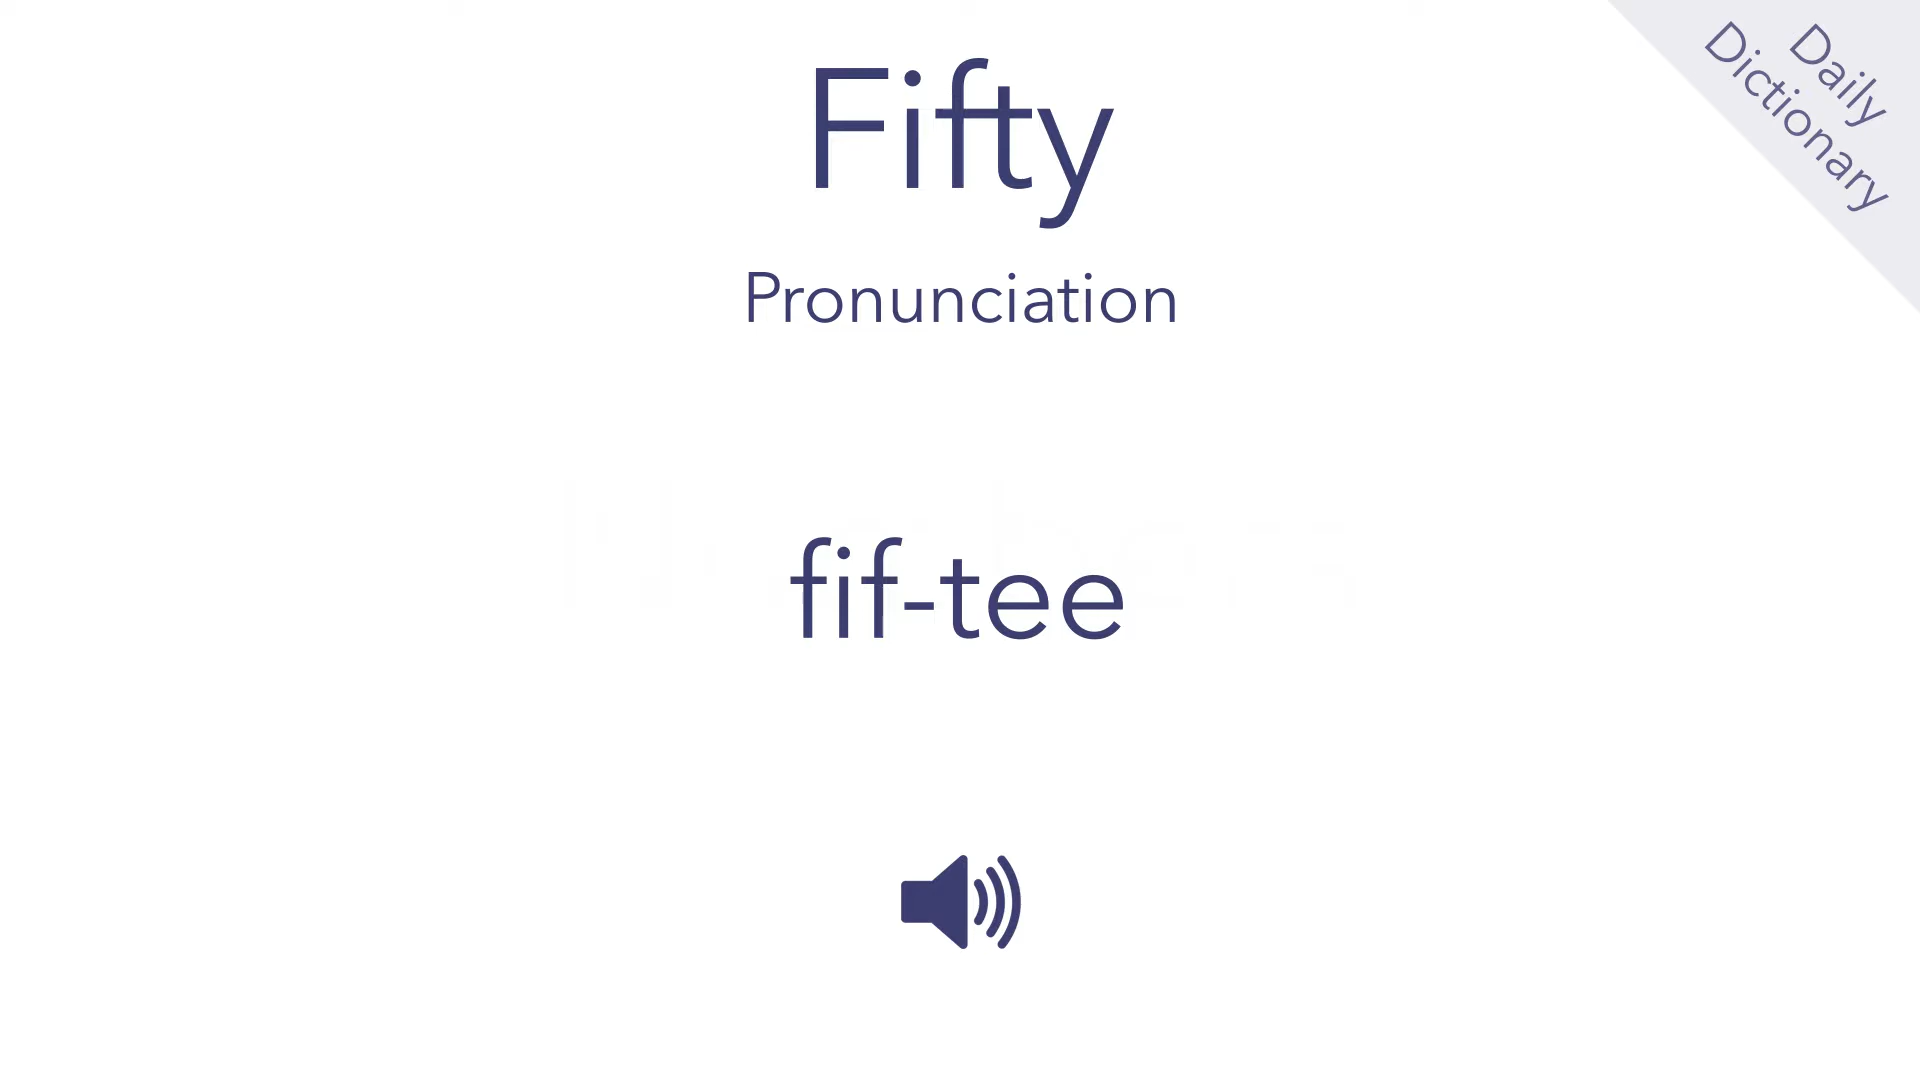 Fifty
Daily
Dictionary
Pronunciation
fif-tee